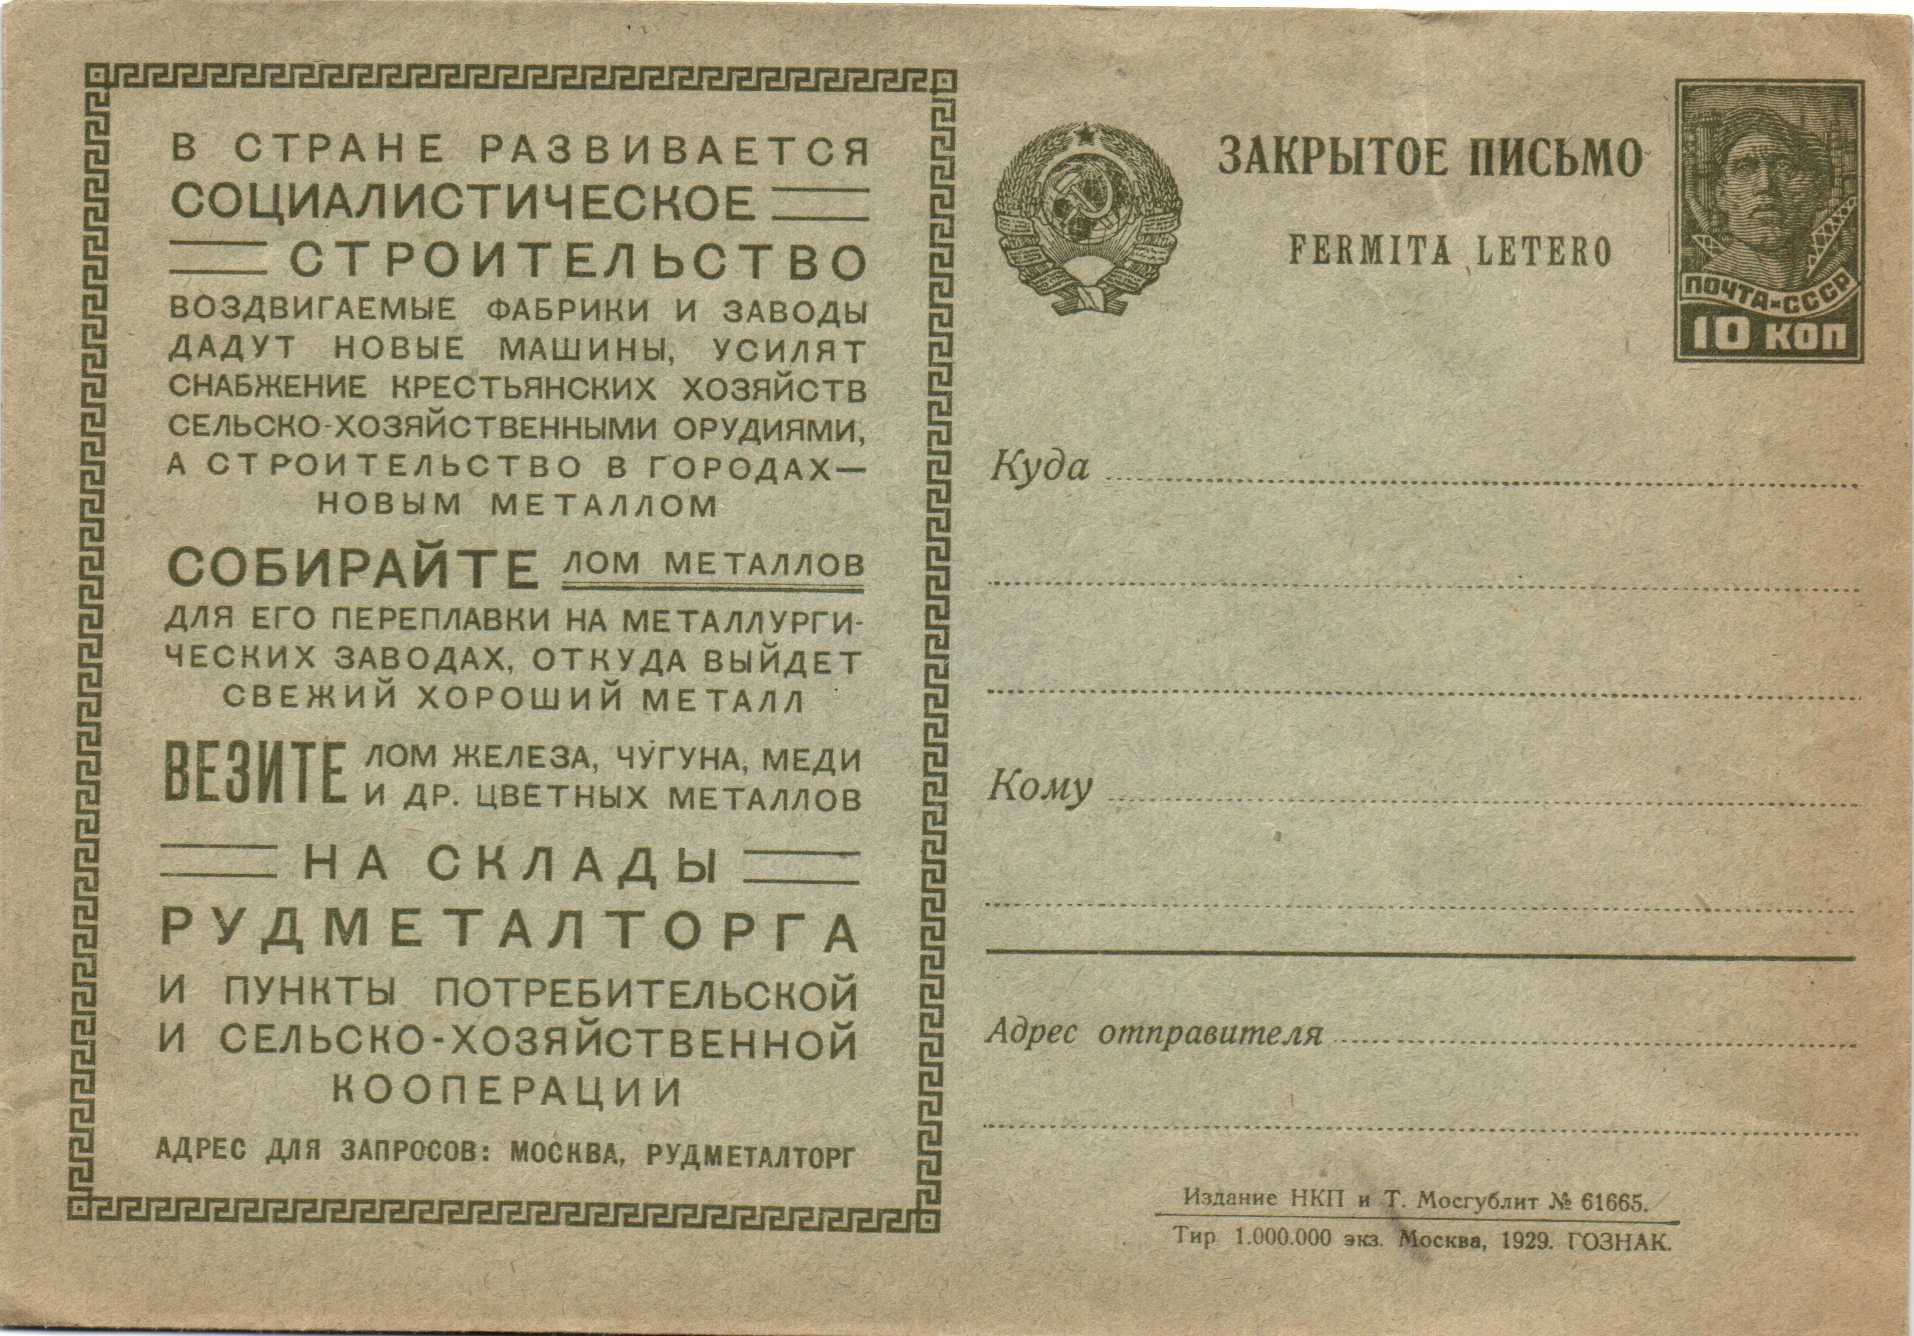 В СТРАНЕ РАЗВИВАЕТСЯ
СОЦИАЛИСТИЧЕСКОЕ
СТРОИТЕЛЬСТВО
ВОЗДВИГАЕМЫЕ ФАБРИКИ И ЗАВОДЫ
ДАДУТ НОВЫЕ МАШИНЫ, УСИЛЯТ
СНАБЖЕНИЕ КРЕСТЬЯНСКИХ ХОЗЯЙСТВ
СЕЛЬСКО-ХОЗЯЙСТВЕННЫМИ ОРУДИЯМИ,
А СТРОИТЕЛЬСТВО В ГОРОДАХ—
НОВЫМ МЕТАЛЛОМ
СОБИРАЙТЕ ЛОМ МЕТАЛЛОВ
ДЛЯ ЕГО ПЕРЕПЛАВКИ НА МЕТАЛЛУРГИ-
ЧЕСКИХ ЗАВОДАХ, ОТКУДА ВЫЙДЕТ
СВЕЖИЙ ХОРОШИЙ МЕТАЛЛ
ВЕЗИТЕ ЛОМ ЖЕЛЕЗА, ЧУГУНА, МЕДИ
И ДР. ЦВЕТНЫХ МЕТАЛЛОВ
НА СКЛАДЫ
РУДМЕТАЛТОРГА
И ПУНКТЫ ПОТРЕБИТЕЛЬСКОЙ
И СЕЛЬСКО-ХОЗЯЙСТВЕННОЙ
КООПЕРАЦИИ
АДРЕС ДЛЯ ЗАПРОСОВ: МОСКВА, РУДМЕТАЛТОРГ
ЗАКРЫТОЕ ПИСЬМО
FERMITA LETERO
ПОЧТА-СССР
10 КОП
Куда
Кому
Адрес отправителя
Издание НКП и Т. Мосгублит № 61665.
Тир 1.000.000 экз. Москва, 1929. ГОЗНАК.